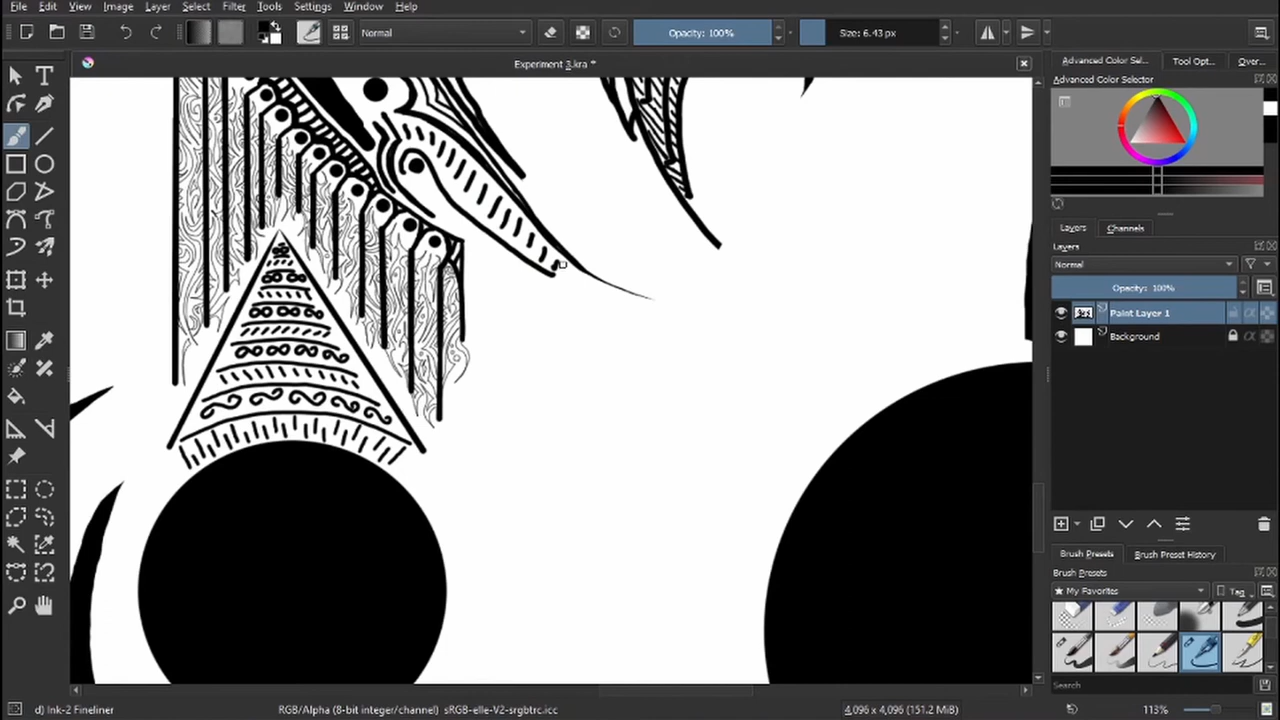 File Edit View Image Layer Select Filter Tools Settings Window Help
Normal Opacity: 100% Size: 6.43 px
Experiment 3.kra *
Advanced Color Sel... Tool Opt... Over...
Advanced Color Selector
Layers Channels
Layers
Normal
Opacity: 100%
Paint Layer 1
Background
Brush Presets Brush Preset History
Brush Presets
My Favorites Tag
Search
d) Ink-2 Fineliner RGB/Alpha (8-bit integer/channel) sRGB-elle-V2-srgbtrc.icc 4,096 x 4,096 (151.2 MiB) 113%